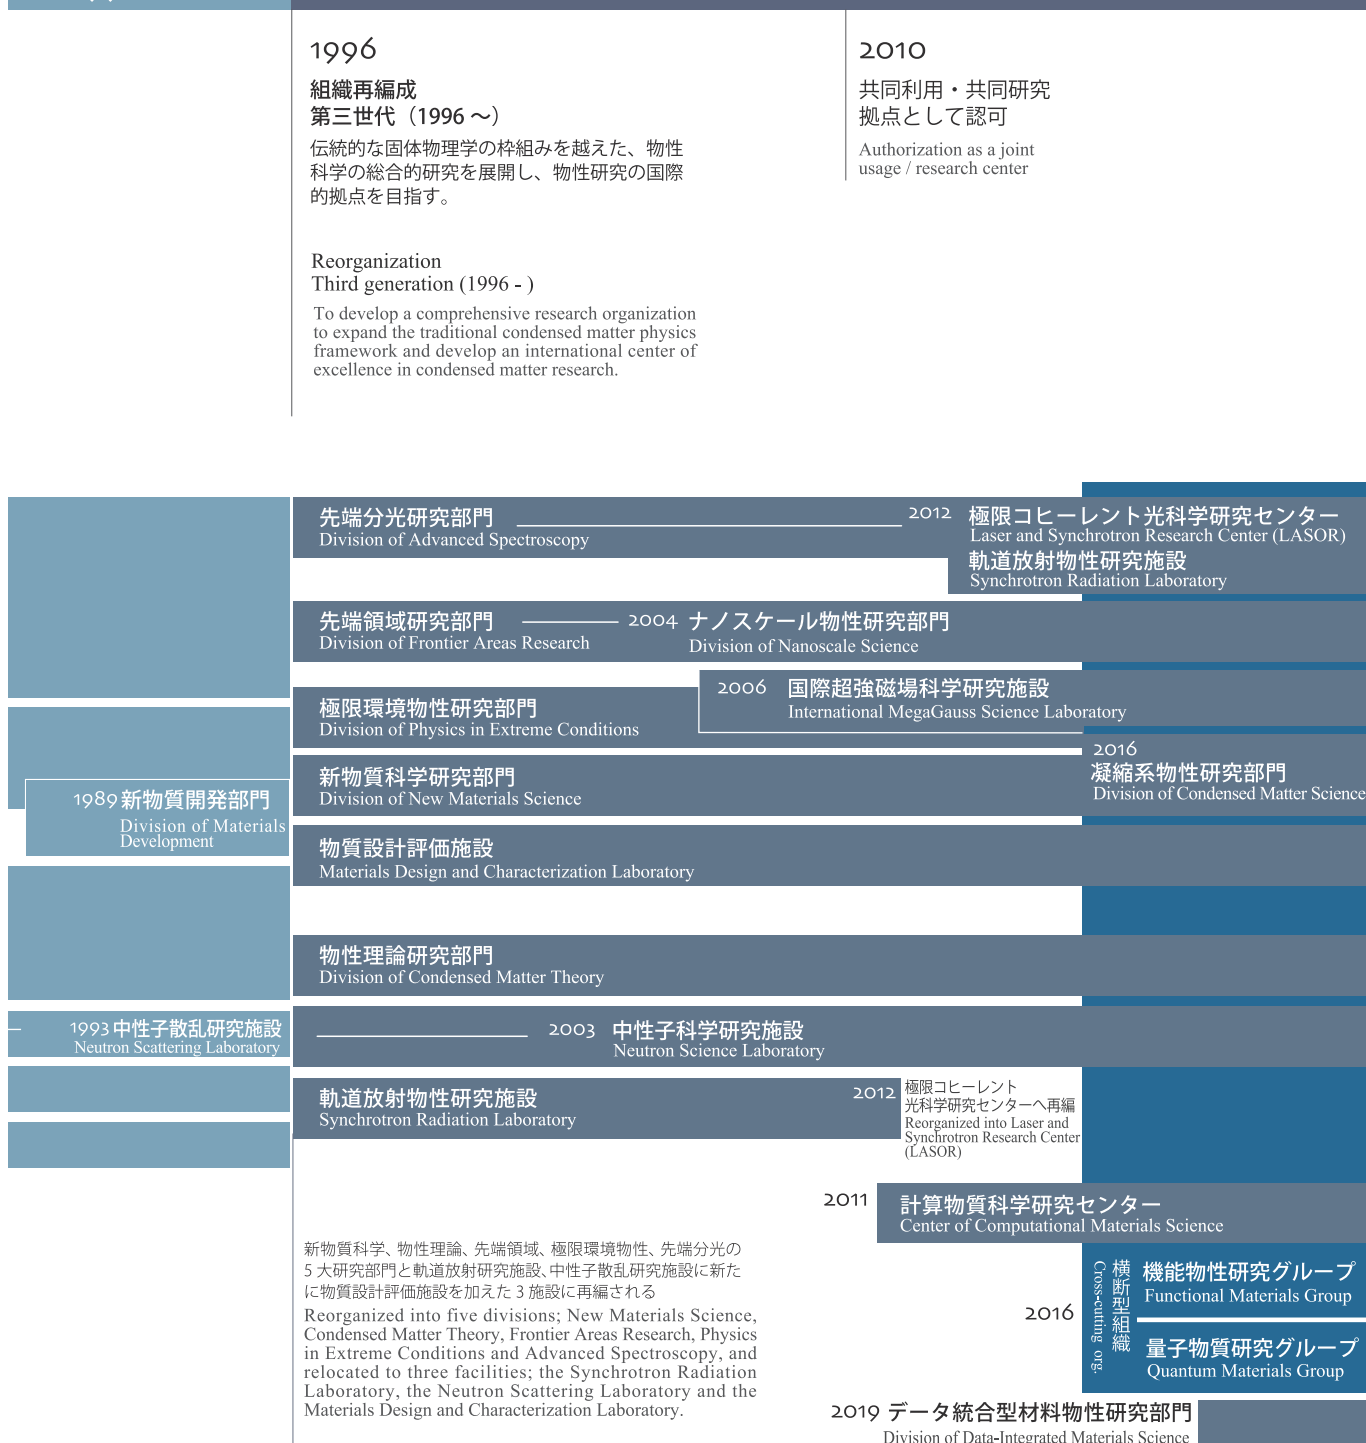 1996
組織再編成
第三世代（1996 ～）
伝統的な固体物理学の枠組みを越えた、物性
科学の総合的研究を展開し、物性研究の国際
的拠点を目指す。
Reorganization
Third generation (1996 - )
To develop a comprehensive research organization
to expand the traditional condensed matter physics
framework and develop an international center of
excellence in condensed matter research.
2010
共同利用・共同研究
拠点として認可
Authorization as a joint
usage / research center
先端分光研究部門
Division of Advanced Spectroscopy
2012 極限コヒーレント光科学研究センター
Laser and Synchrotron Research Center (LASOR)
軌道放射物性研究施設
Synchrotron Radiation Laboratory
先端領域研究部門
Division of Frontier Areas Research
2004 ナノスケール物性研究部門
Division of Nanoscale Science
2006 国際超強磁場科学研究施設
International MegaGauss Science Laboratory
極限環境物性研究部門
Division of Physics in Extreme Conditions
2016
凝縮系物性研究部門
Division of Condensed Matter Science
新物質科学研究部門
Division of New Materials Science
1989 新物質開発部門
Division of Materials
Development
物質設計評価施設
Materials Design and Characterization Laboratory
物性理論研究部門
Division of Condensed Matter Theory
1993 中性子散乱研究施設
Neutron Scattering Laboratory
2003 中性子科学研究施設
Neutron Science Laboratory
軌道放射物性研究施設
Synchrotron Radiation Laboratory
2012 極限コヒーレント
光科学研究センターへ再編
Reorganized into Laser and
Synchrotron Research Center
(LASOR)
2011 計算物質科学研究センター
Center of Computational Materials Science
新物質科学、物性理論、先端領域、極限環境物性、先端分光の
5 大研究部門と軌道放射研究施設、中性子散乱研究施設に新た
に物質設計評価施設を加えた 3 施設に再編される
Reorganized into five divisions; New Materials Science,
Condensed Matter Theory, Frontier Areas Research, Physics
in Extreme Conditions and Advanced Spectroscopy, and
relocated to three facilities; the Synchrotron Radiation
Laboratory, the Neutron Scattering Laboratory and the
Materials Design and Characterization Laboratory.
2016
横断型組織
Cross-cutting org.
機能物性研究グループ
Functional Materials Group
量子物質研究グループ
Quantum Materials Group
2019 データ統合型材料物性研究部門
Division of Data-Integrated Materials Science